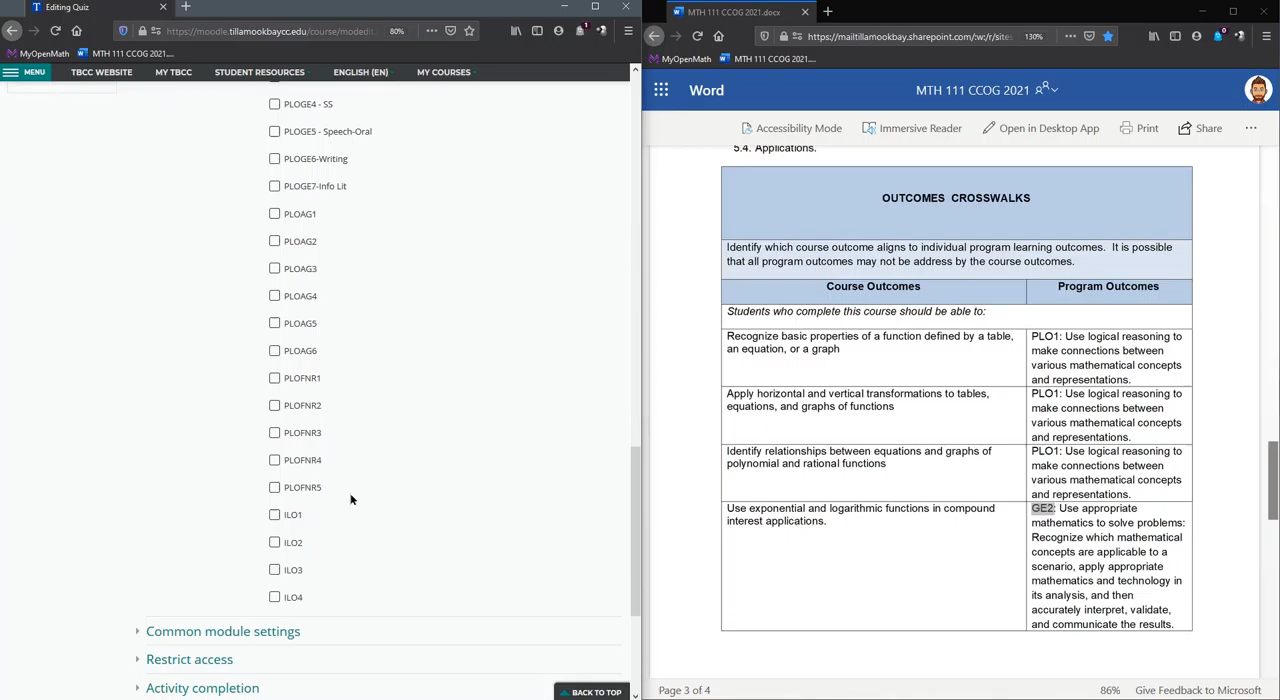 Editing Quiz
https://moodle.tillamookbaycc.edu/course/modedit
80%
1
MyOpenMath
MTH 111 CCOG 2021....
MENU
TBCC WEBSITE
MY TBCC
STUDENT RESOURCES
ENGLISH (EN)
MY COURSES
PLOGE4 - SS
PLOGE5 - Speech-Oral
PLOGE6-Writing
PLOGE7-Info Lit
PLOAG1
PLOAG2
PLOAG3
PLOAG4
PLOAG5
PLOAG6
PLOFNR1
PLOFNR2
PLOFNR3
PLOFNR4
PLOFNR5
ILO1
ILO2
ILO3
ILO4
Common module settings
Restrict access
Activity completion
BACK TO TOP
MTH 111 CCOG 2021.docx
https://mailtillamookbay.sharepoint.com/:w:/r/sites
130%
0
MyOpenMath
MTH 111 CCOG 2021....
Word
MTH 111 CCOG 2021
Accessibility Mode
Immersive Reader
Open in Desktop App
Print
Share
5.4. Applications.
OUTCOMES CROSSWALKS
Identify which course outcome aligns to individual program learning outcomes. It is possible
that all program outcomes may not be address by the course outcomes.
Course Outcomes
Program Outcomes
Students who complete this course should be able to:
Recognize basic properties of a function defined by a table,
an equation, or a graph
PLO1: Use logical reasoning to
make connections between
various mathematical concepts
and representations.
Apply horizontal and vertical transformations to tables,
equations, and graphs of functions
PLO1: Use logical reasoning to
make connections between
various mathematical concepts
and representations.
Identify relationships between equations and graphs of
polynomial and rational functions
PLO1: Use logical reasoning to
make connections between
various mathematical concepts
and representations.
Use exponential and logarithmic functions in compound
interest applications.
GE2: Use appropriate
mathematics to solve problems:
Recognize which mathematical
concepts are applicable to a
scenario, apply appropriate
mathematics and technology in
its analysis, and then
accurately interpret, validate,
and communicate the results.
Page 3 of 4
86%
Give Feedback to Microsoft